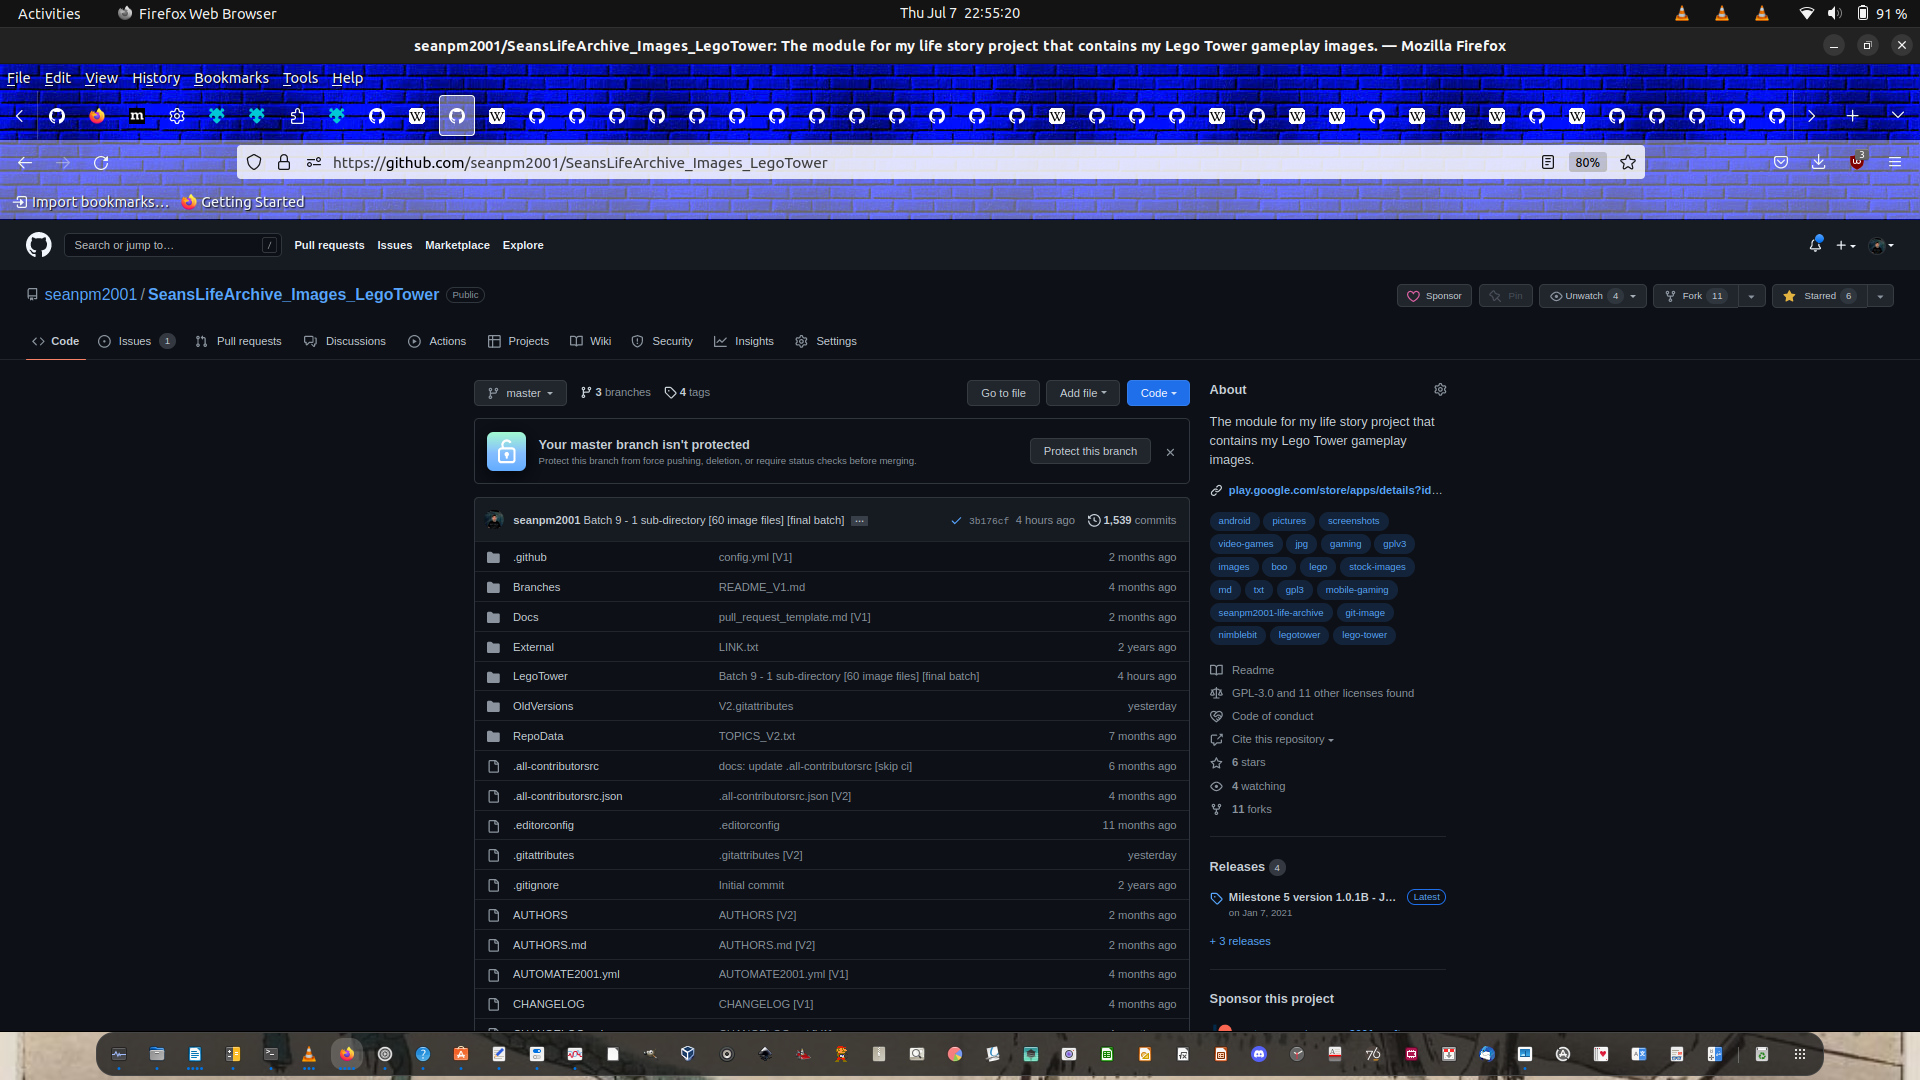 Activities
Firefox Web Browser
Thu Jul 7 22:55:20
91 %
seanpm2001/SeansLifeArchive_Images_LegoTower: The module for my life story project that contains my Lego Tower gameplay images. — Mozilla Firefox
File Edit View History Bookmarks Tools Help
https://github.com/seanpm2001/SeansLifeArchive_Images_LegoTower
80%
3
Import bookmarks…
Getting Started
Search or jump to…
/
Pull requests
Issues
Marketplace
Explore
seanpm2001 / SeansLifeArchive_Images_LegoTower
Public
Sponsor
Pin
Unwatch 4
Fork 11
Starred 6
Code
Issues 1
Pull requests
Discussions
Actions
Projects
Wiki
Security
Insights
Settings
master
3 branches
4 tags
Go to file
Add file
Code
Your master branch isn't protected
Protect this branch from force pushing, deletion, or require status checks before merging.
Protect this branch
seanpm2001 Batch 9 - 1 sub-directory [60 image files] [final batch]
3b176cf 4 hours ago
1,539 commits
.github config.yml [V1] 2 months ago
Branches README_V1.md 4 months ago
Docs pull_request_template.md [V1] 2 months ago
External LINK.txt 2 years ago
LegoTower Batch 9 - 1 sub-directory [60 image files] [final batch] 4 hours ago
OldVersions V2.gitattributes yesterday
RepoData TOPICS_V2.txt 7 months ago
.all-contributorsrc docs: update .all-contributorsrc [skip ci] 6 months ago
.all-contributorsrc.json .all-contributorsrc.json [V2] 4 months ago
.editorconfig .editorconfig 11 months ago
.gitattributes .gitattributes [V2] yesterday
.gitignore Initial commit 2 years ago
AUTHORS AUTHORS [V2] 2 months ago
AUTHORS.md AUTHORS.md [V2] 2 months ago
AUTOMATE2001.yml AUTOMATE2001.yml [V1] 4 months ago
CHANGELOG CHANGELOG [V1] 4 months ago
About
The module for my life story project that
contains my Lego Tower gameplay
images.
play.google.com/store/apps/details?id…
android pictures screenshots
video-games jpg gaming gplv3
images boo lego stock-images
md txt gpl3 mobile-gaming
seanpm2001-life-archive git-image
nimblebit legotower lego-tower
Readme
GPL-3.0 and 11 other licenses found
Code of conduct
Cite this repository
6 stars
4 watching
11 forks
Releases 4
Milestone 5 version 1.0.1B - J…
Latest
on Jan 7, 2021
+ 3 releases
Sponsor this project